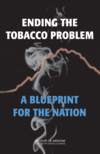 ENDING THE
TOBACCO PROBLEM
A BLUEPRINT
FOR THE NATION